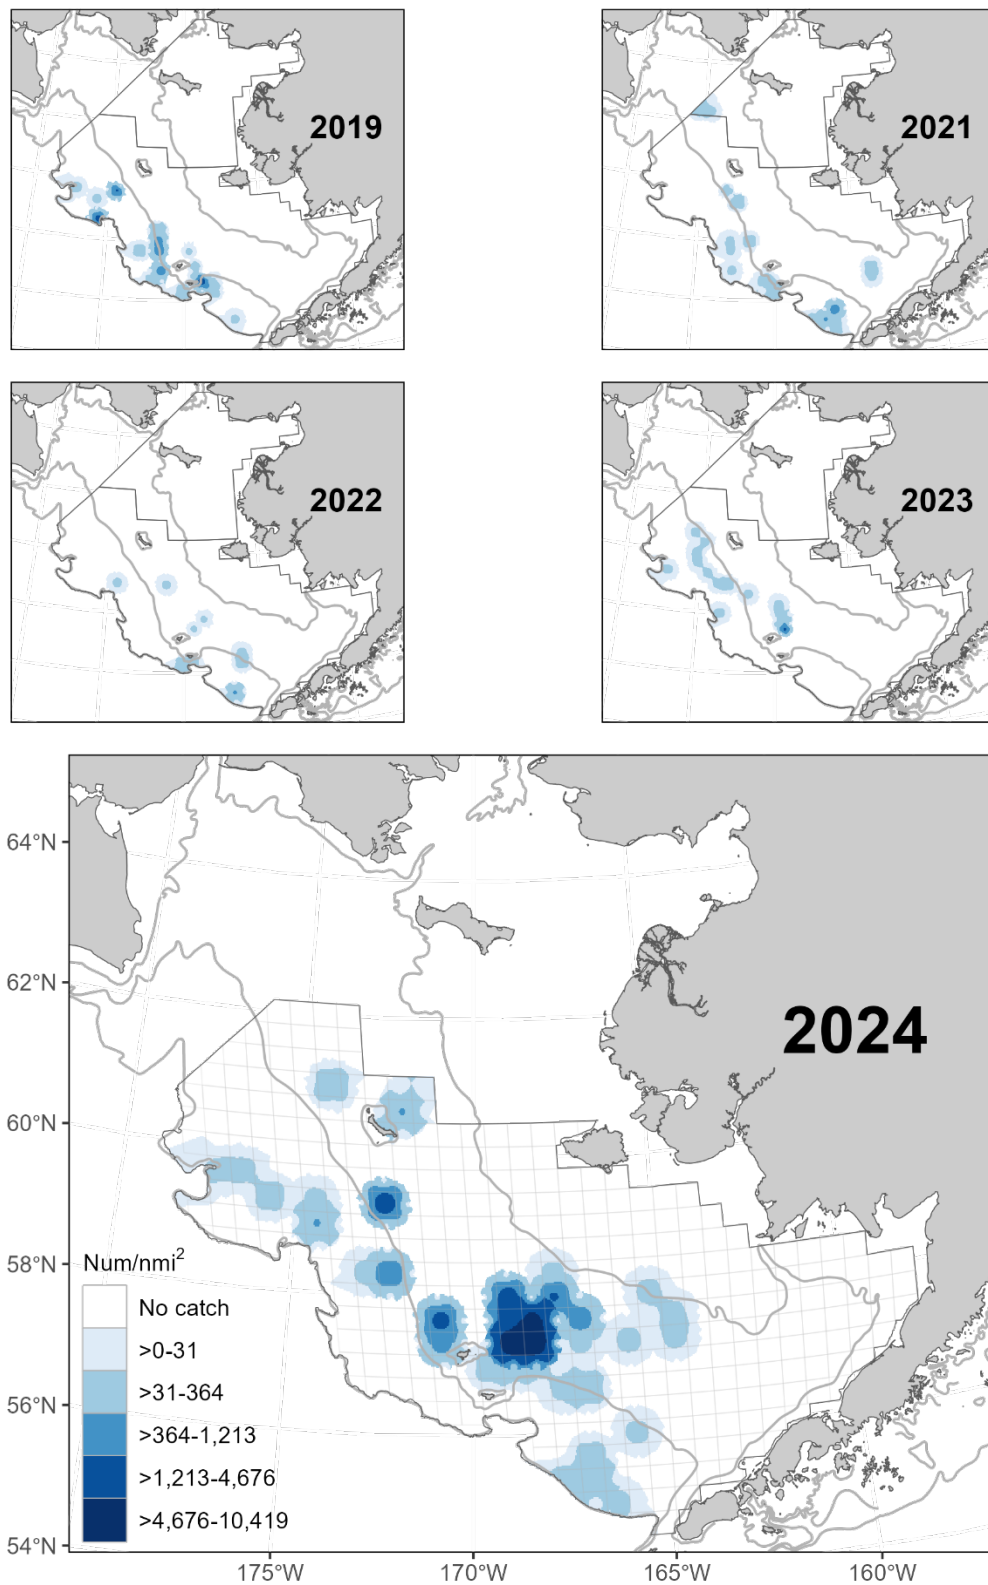 2019
2021
2022
2023
2024
64°N
62°N
60°N
58°N
56°N
54°N
Num/nmi²
No catch
>0-31
>31-364
>364-1,213
>1,213-4,676
>4,676-10,419
175°W
170°W
165°W
160°W